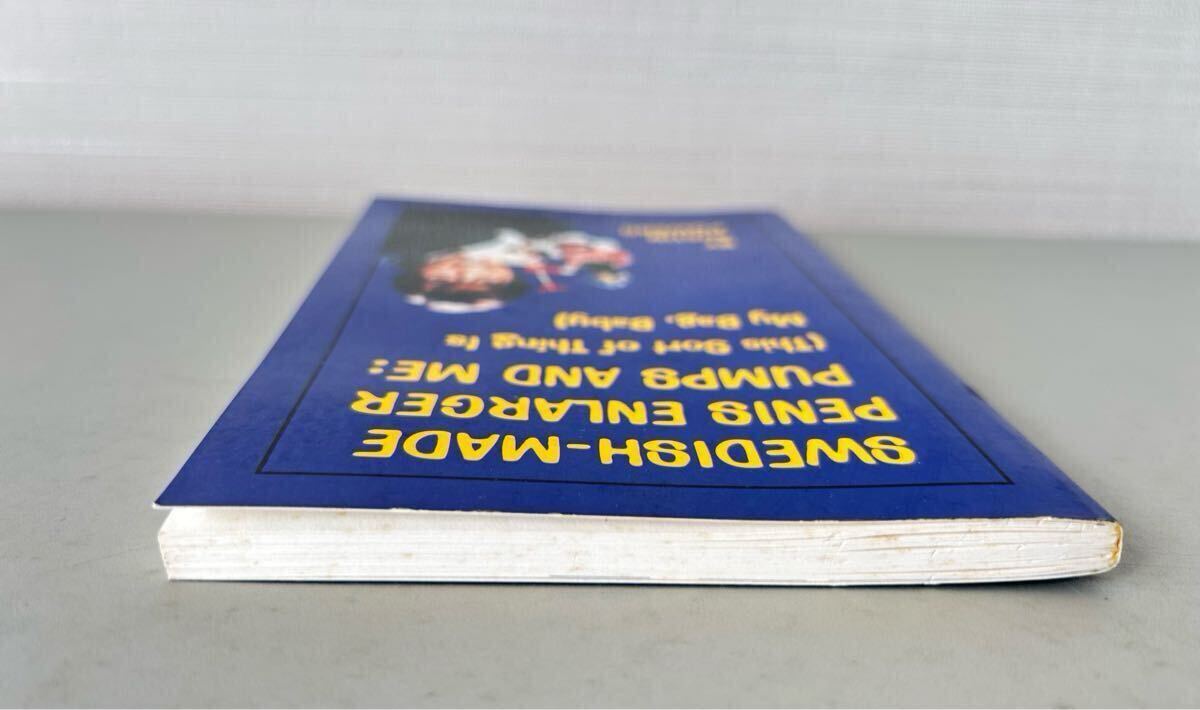 SWEDISH-MADE
PENIS ENLARGER
PUMPS AND ME:
(This Sort of Thing Is
My Bag, Baby)